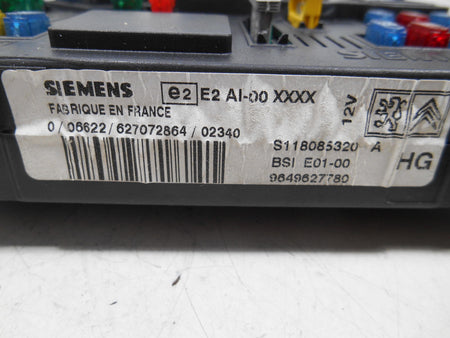 SIEMENS e2 E2 AI-00 XXXX
FABRIQUE EN FRANCE
0/06622/627072864/02340
12V
S118085320 A
BSI E01-00 HG
9649627780